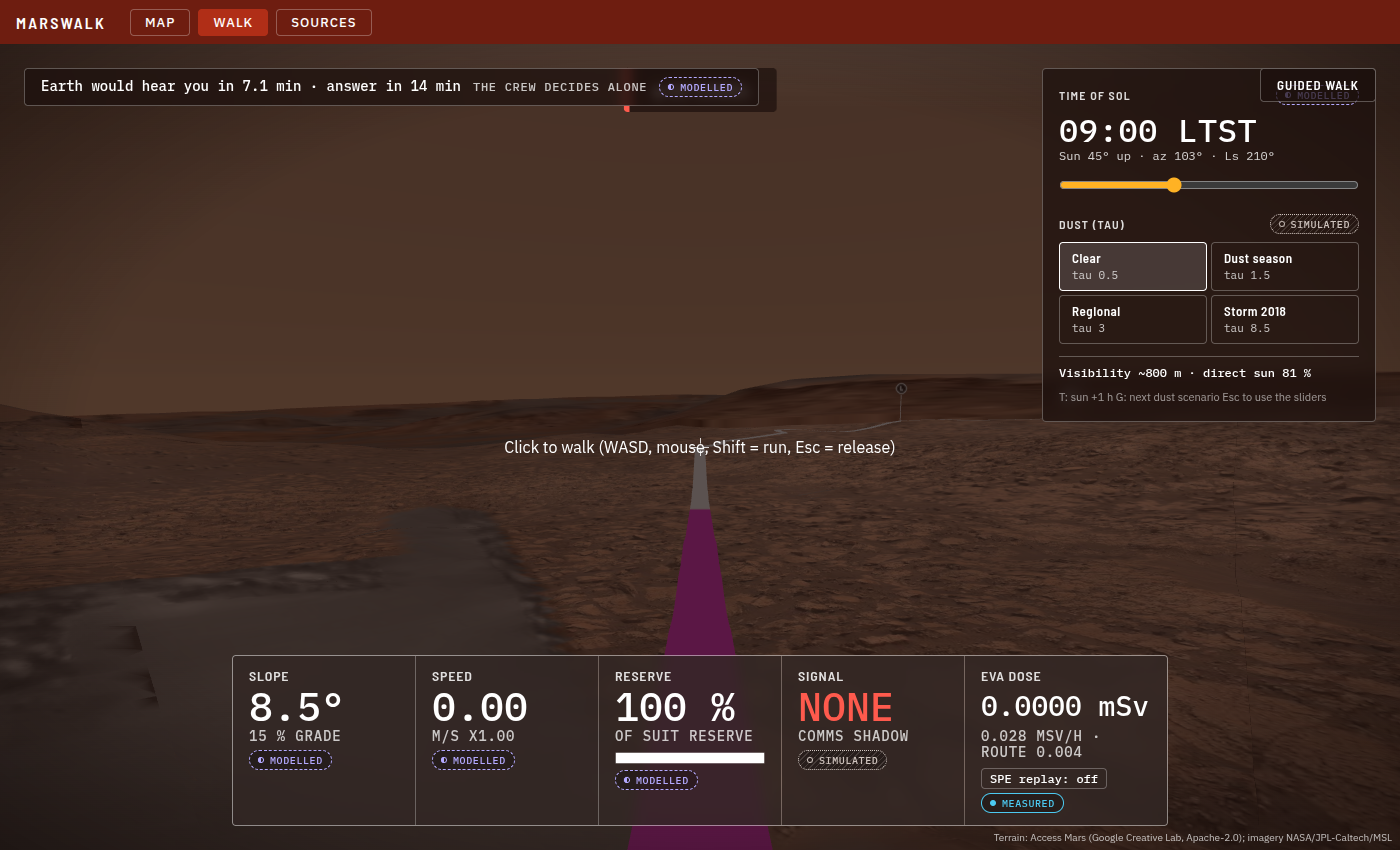 MARSWALK
MAP
WALK
SOURCES
Earth would hear you in 7.1 min · answer in 14 min THE CREW DECIDES ALONE MODELLED
GUIDED WALK
TIME OF SOL
MODELLED
09:00 LTST
Sun 45° up · az 103° · Ls 210°
DUST (TAU)
SIMULATED
Clear
tau 0.5
Dust season
tau 1.5
Regional
tau 3
Storm 2018
tau 8.5
Visibility ~800 m · direct sun 81 %
T: sun +1 h G: next dust scenario Esc to use the sliders
Click to walk (WASD, mouse, Shift = run, Esc = release)
SLOPE
8.5°
15 % GRADE
MODELLED
SPEED
0.00
M/S X1.00
MODELLED
RESERVE
100 %
OF SUIT RESERVE
MODELLED
SIGNAL
NONE
COMMS SHADOW
SIMULATED
EVA DOSE
0.0000 mSv
0.028 MSV/H ·
ROUTE 0.004
SPE replay: off
MEASURED
Terrain: Access Mars (Google Creative Lab, Apache-2.0); imagery NASA/JPL-Caltech/MSL